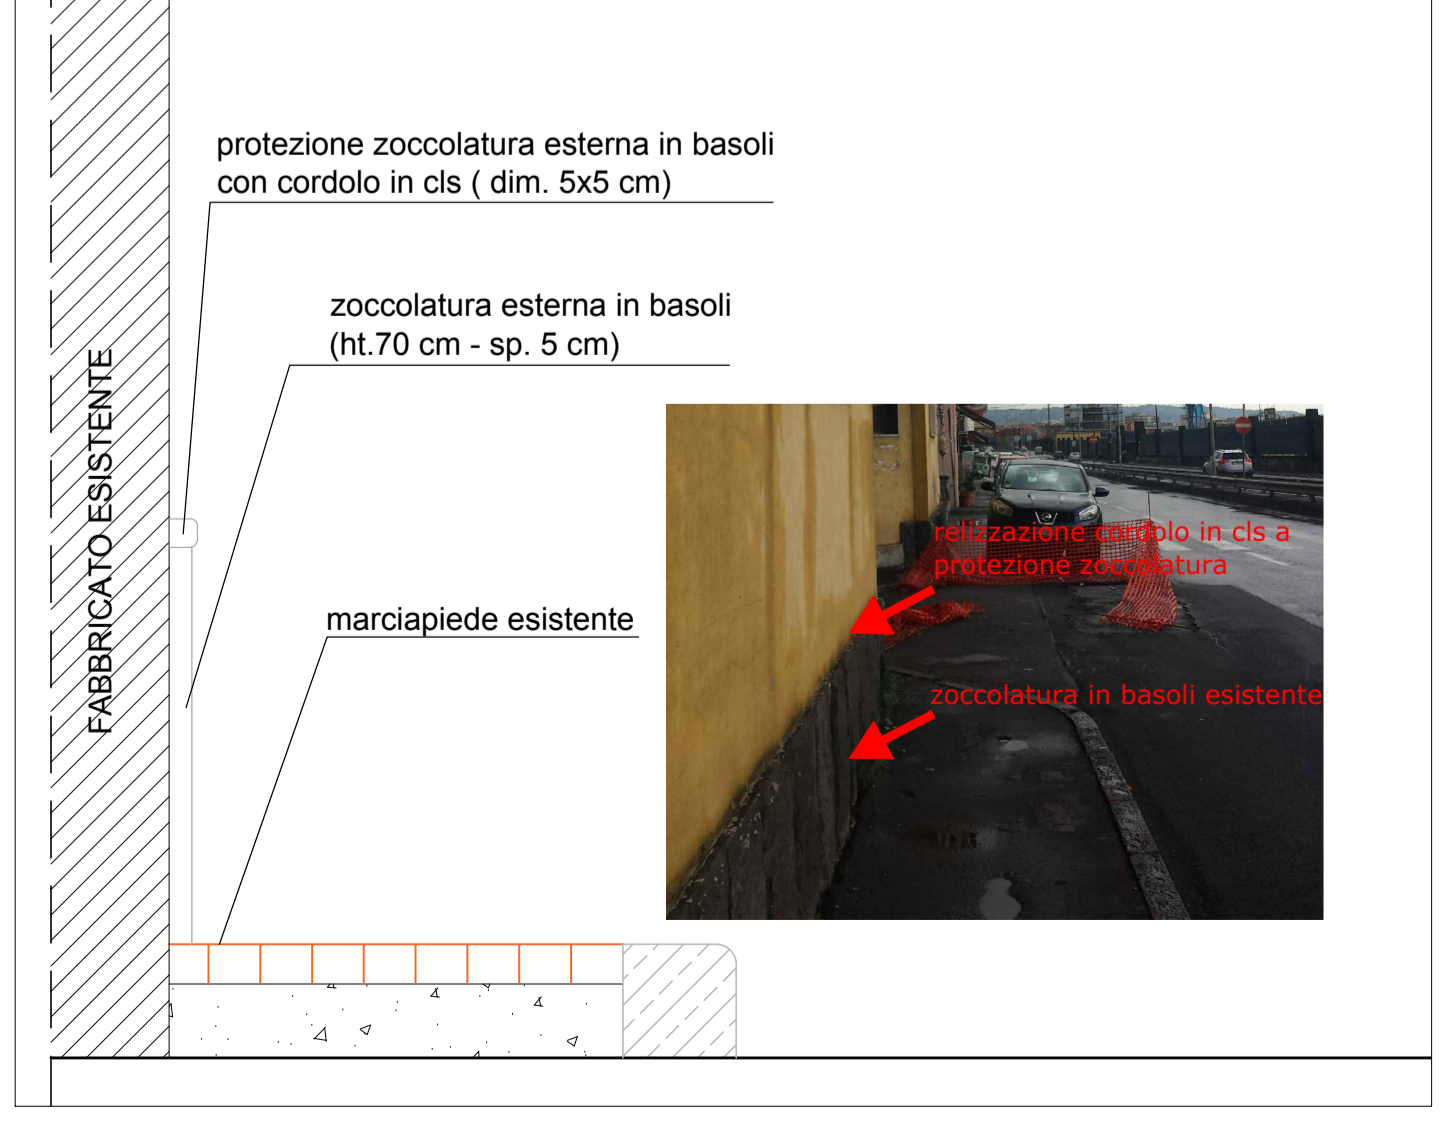 protezione zoccolatura esterna in basoli
con cordolo in cls ( dim. 5x5 cm)
zoccolatura esterna in basoli
(ht.70 cm - sp. 5 cm)
FABBRICATO ESISTENTE
marciapiede esistente
relizzazione cordolo in cls a
protezione zoccolatura
zoccolatura in basoli esistente